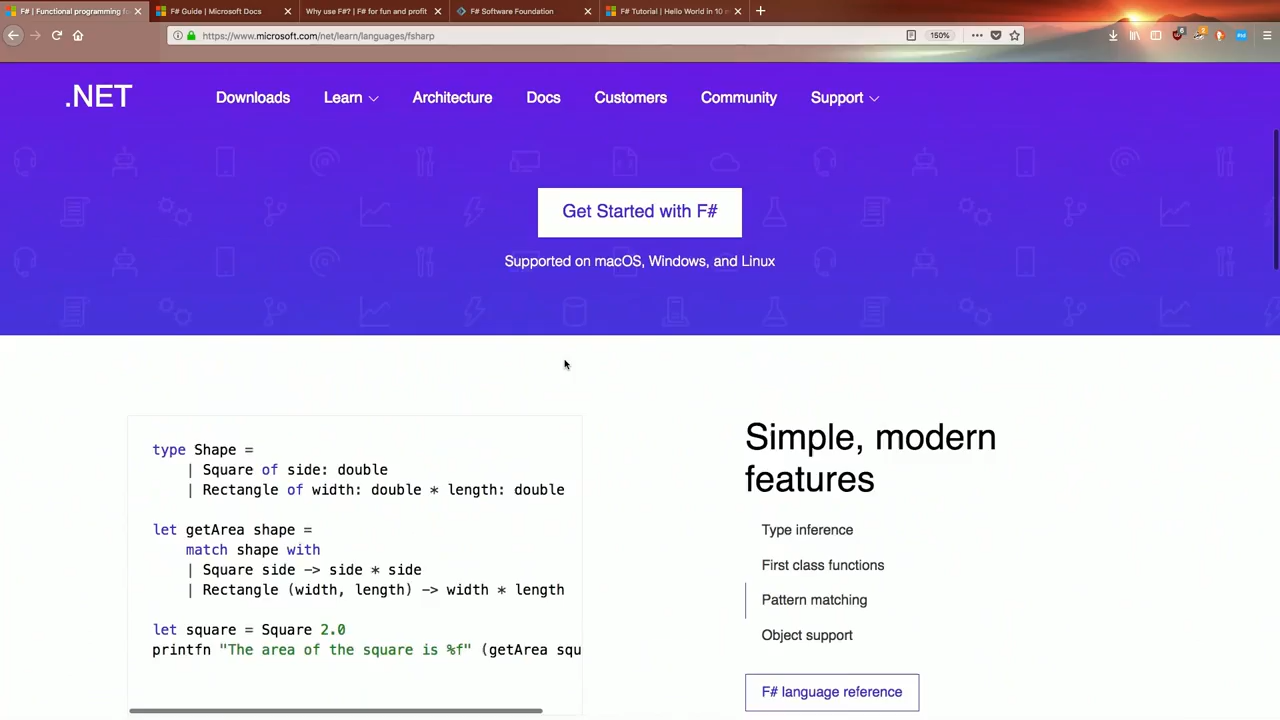 F# | Functional programming f
F# Guide | Microsoft Docs
Why use F#? | F# for fun and profit
F# Software Foundation
F# Tutorial | Hello World in 10 m
https://www.microsoft.com/net/learn/languages/fsharp
150%
.NET
Downloads
Learn
Architecture
Docs
Customers
Community
Support
Get Started with F#
Supported on macOS, Windows, and Linux
type Shape =
| Square of side: double
| Rectangle of width: double * length: double
let getArea shape =
match shape with
| Square side -> side * side
| Rectangle (width, length) -> width * length
let square = Square 2.0
printfn "The area of the square is %f" (getArea squ
Simple, modern
features
Type inference
First class functions
Pattern matching
Object support
F# language reference